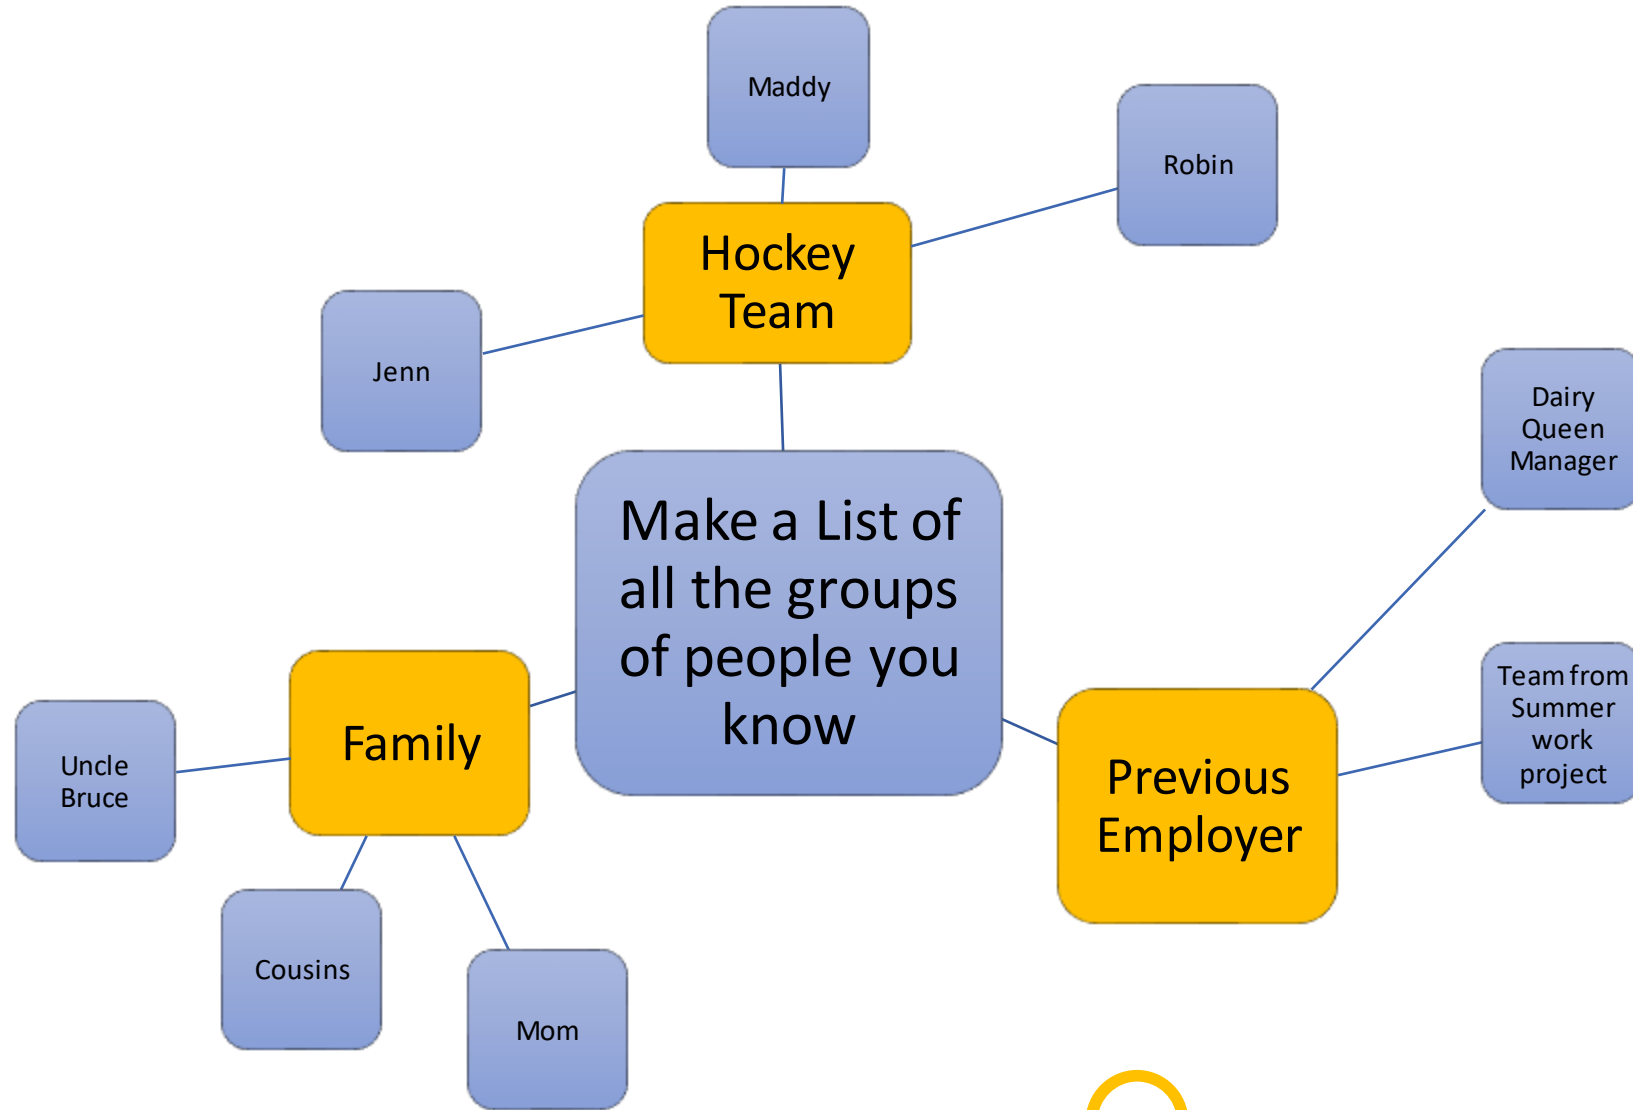 Maddy
Robin
Hockey
Team
Jenn
Dairy
Queen
Manager
Make a List of
all the groups
of people you
know
Team from
Summer
work
project
Family
Previous
Employer
Uncle
Bruce
Cousins
Mom